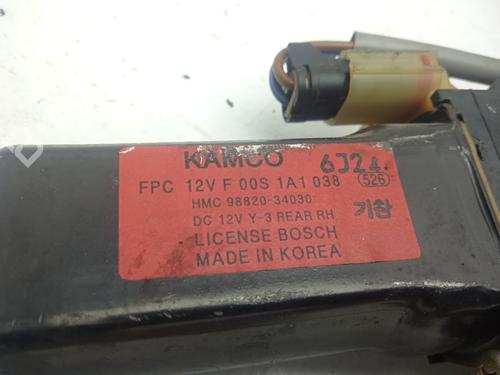 KAMCO 6J24
FPC 12V F 00S 1A1 038 526
HMC 98820-34030
DC 12V Y-3 REAR RH 기창
LICENSE BOSCH
MADE IN KOREA